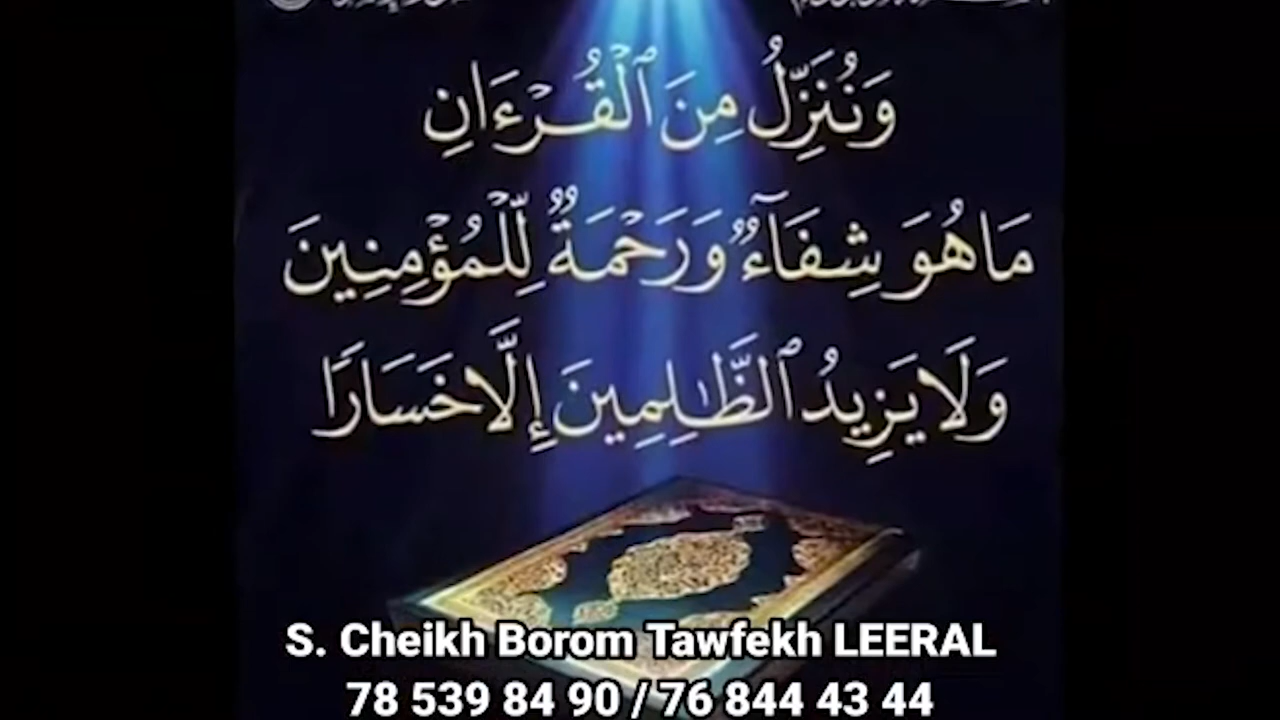 وَنُنَزِّلُ مِنَ ٱلۡقُرۡءَانِ
مَا هُوَ شِفَآءٞ وَرَحۡمَةٞ لِّلۡمُؤۡمِنِينَ
وَلَا يَزِيدُ ٱلظَّٰلِمِينَ إِلَّا خَسَارٗا
S. Cheikh Borom Tawfekh LEERAL
78 539 84 90 / 76 844 43 44